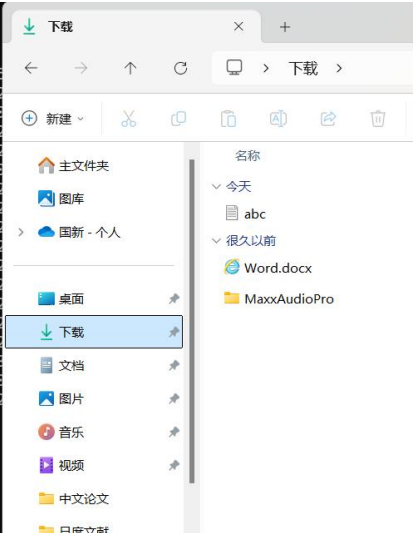 下载
下载
新建
名称
主文件夹
今天
图库
abc
国新 - 个人
很久以前
Word.docx
桌面
MaxxAudioPro
下载
文档
图片
音乐
视频
中文论文